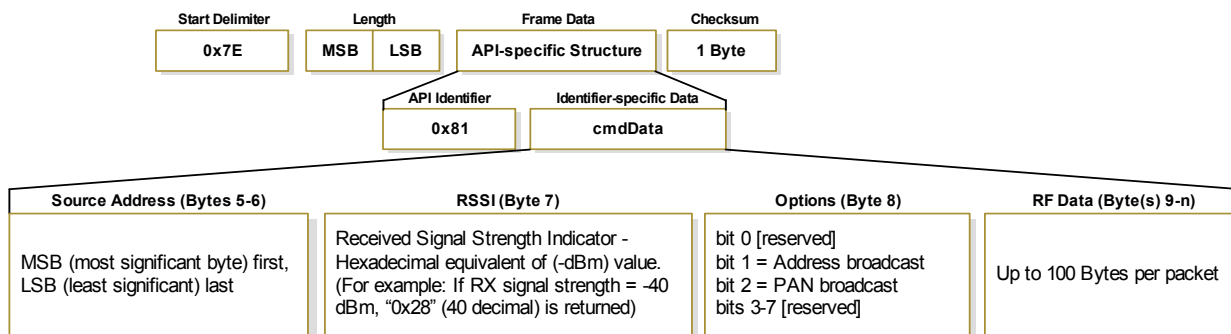 Start Delimiter
Length
Frame Data
Checksum
0x7E
MSB
LSB
API-specific Structure
1 Byte
API Identifier
Identifier-specific Data
0x81
cmdData
Source Address (Bytes 5-6)
MSB (most significant byte) first,
LSB (least significant) last
RSSI (Byte 7)
Received Signal Strength Indicator -
Hexadecimal equivalent of (-dBm) value.
(For example: If RX signal strength = -40
dBm, “0x28” (40 decimal) is returned)
Options (Byte 8)
bit 0 [reserved]
bit 1 = Address broadcast
bit 2 = PAN broadcast
bits 3-7 [reserved]
RF Data (Byte(s) 9-n)
Up to 100 Bytes per packet